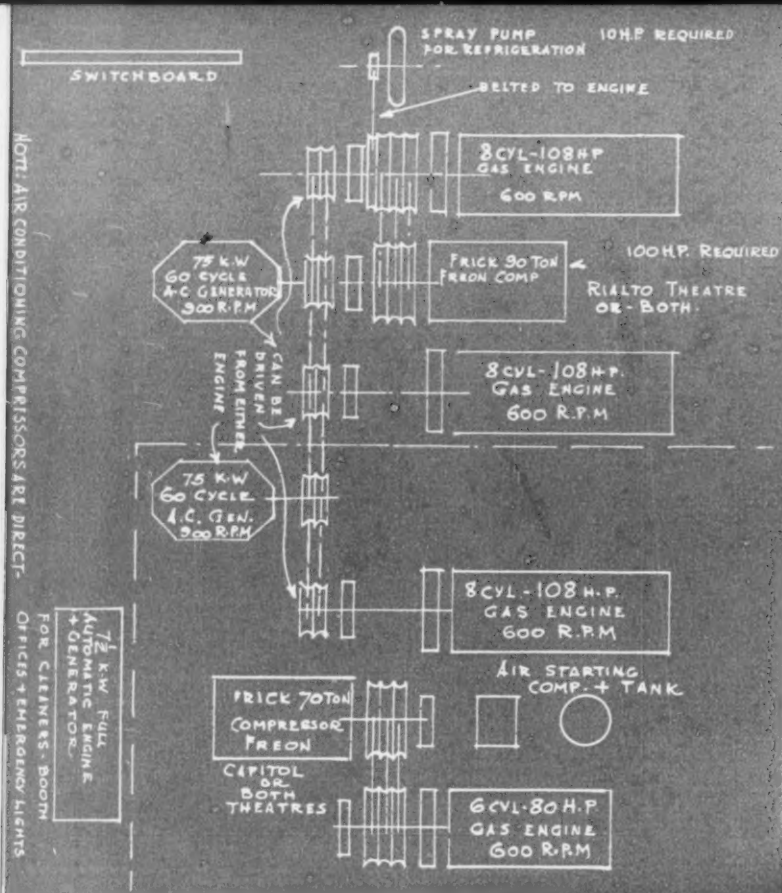 SPRAY PUMP 10 H.P. REQUIRED
FOR REFRIGERATION
SWITCHBOARD
BELTED TO ENGINE
8 CYL-108 H.P
GAS ENGINE
600 RPM
75 K.W
60 CYCLE
A-C GENERATOR
900 R.P.M
FRICK 90 TON
FREON COMP
100 H.P. REQUIRED
RIALTO THEATRE
OR - BOTH.
CAN BE
DRIVEN
FROM EITHER
ENGINE
8 CYL-108 H.P.
GAS ENGINE
600 R.P.M
75 K.W
60 CYCLE
A.C. GEN.
900 R.P.M
8 CYL-108 H.P.
GAS ENGINE
600 R.P.M
AIR STARTING
COMP. + TANK
FRICK 70 TON
COMPRESSOR
FREON
CAPITOL
OR
BOTH
THEATRES
6 CYL-80 H.P
GAS ENGINE
600 R.P.M
7½ K.W FULL
AUTOMATIC ENGINE
+ GENERATOR
FOR CLEANERS - BOOTH
OFFICES + EMERGENCY LIGHTS
NOTE: AIR CONDITIONING COMPRESSORS ARE DIRECT-